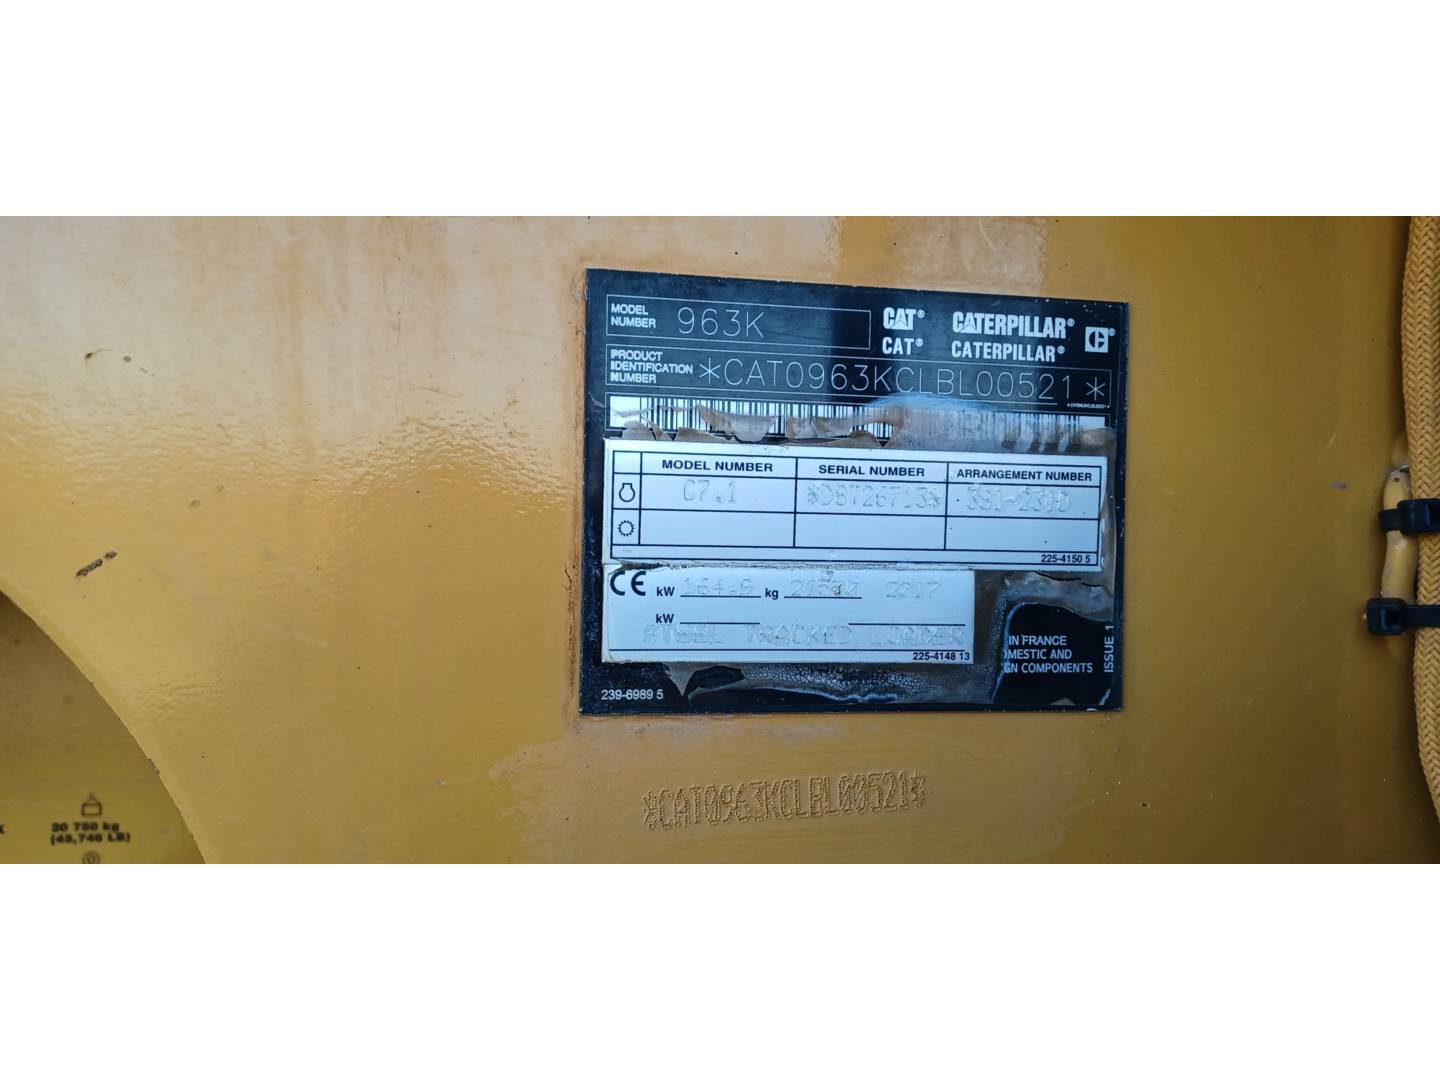 MODEL NUMBER 963K
CAT® CATERPILLAR®
CAT® CATERPILLAR®
PRODUCT IDENTIFICATION NUMBER *CAT0963KCLBL00521*
MODEL NUMBER SERIAL NUMBER ARRANGEMENT NUMBER
C7.1
225-4150 5
CE kW 164.9 kg
kW
STEEL TRACKED LOADER
225-4148 13
IN FRANCE
OMESTIC AND
GN COMPONENTS
ISSUE 1
239-6989 5
*CAT0963KCLBL00521*
20 750 kg
(45,746 LB)